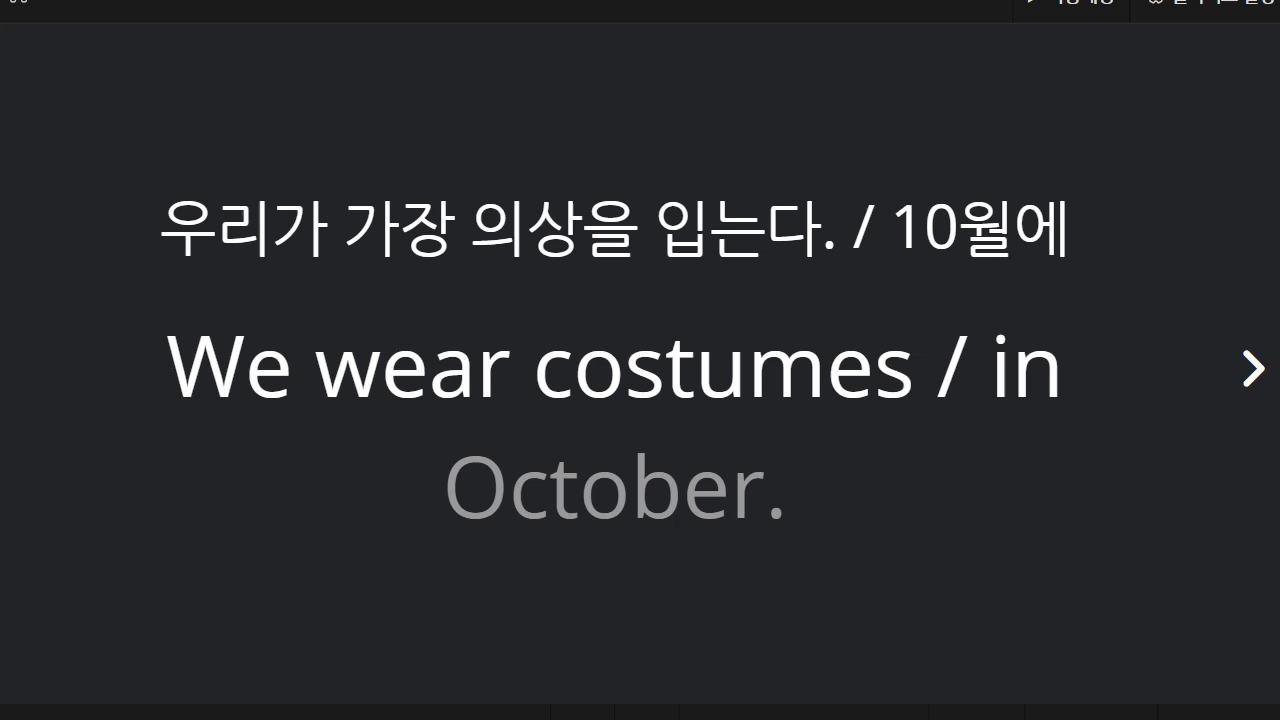 우리가 가장 의상을 입는다. / 10월에
We wear costumes / in
October.